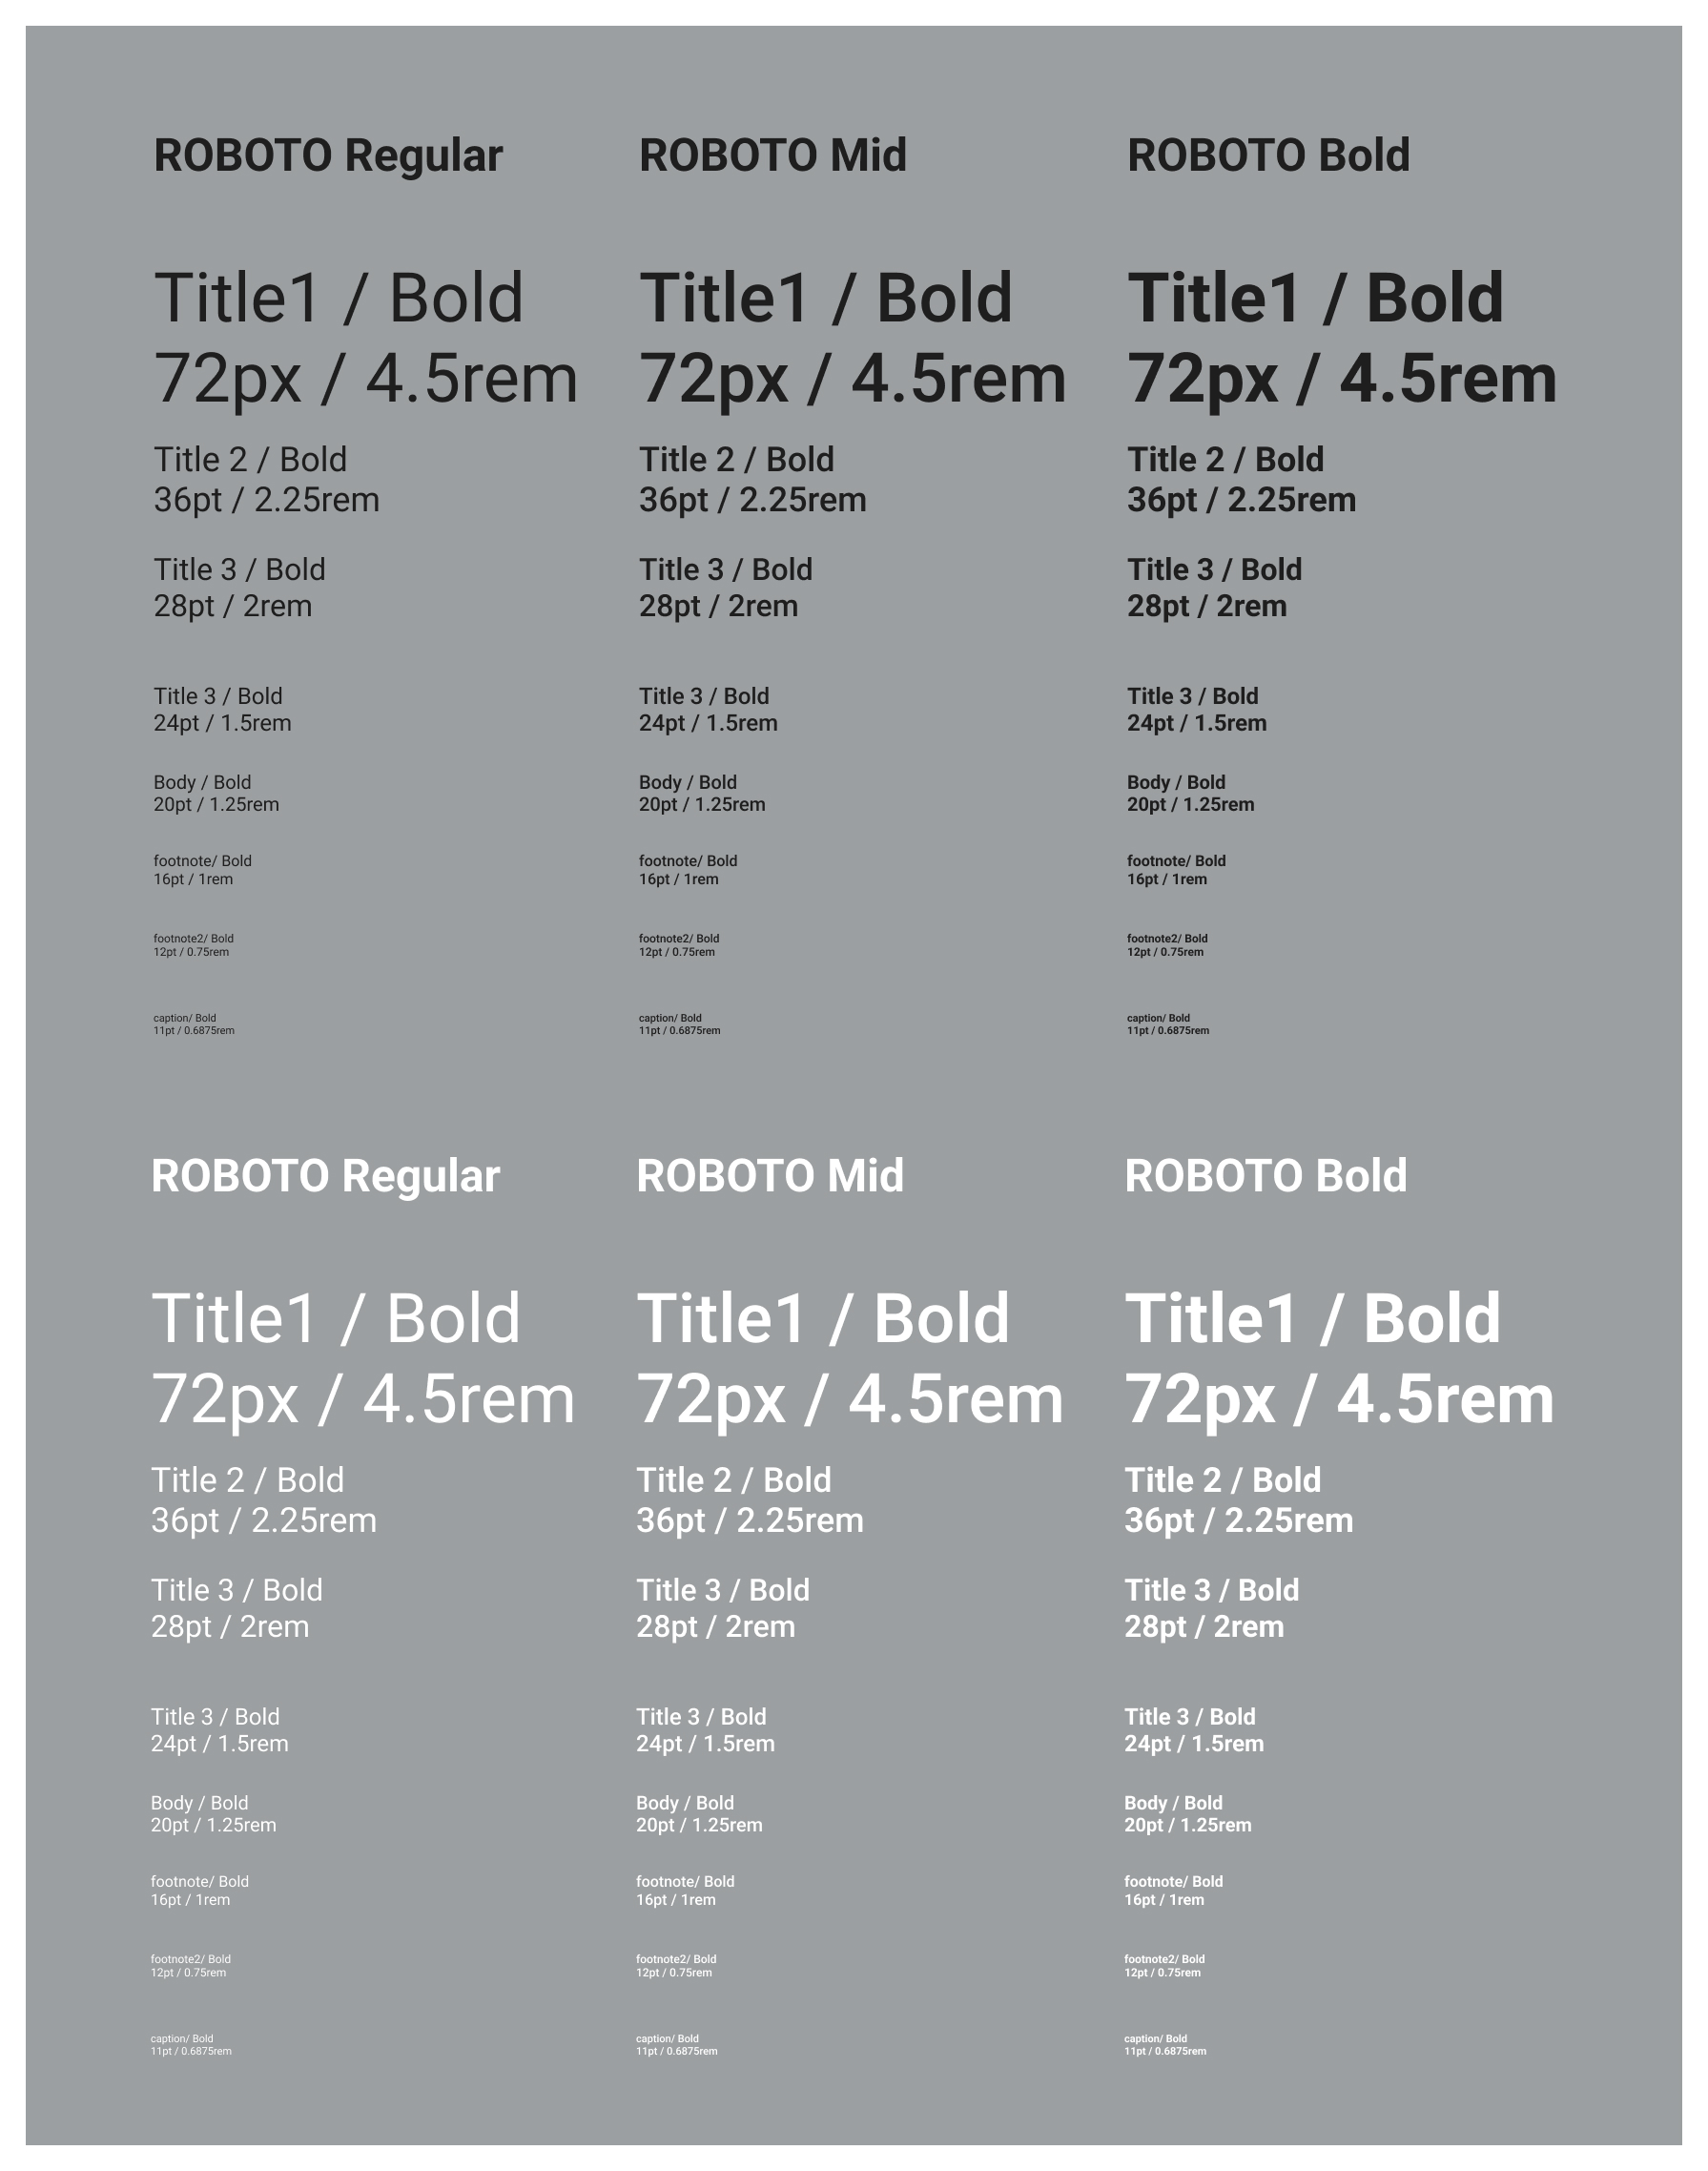 ROBOTO Regular
Title1 / Bold
72px / 4.5rem
Title 2 / Bold
36pt / 2.25rem
Title 3 / Bold
28pt / 2rem
Title 3 / Bold
24pt / 1.5rem
Body / Bold
20pt / 1.25rem
footnote/ Bold
16pt / 1rem
footnote2/ Bold
12pt / 0.75rem
caption/ Bold
11pt / 0.6875rem
ROBOTO Mid
Title1 / Bold
72px / 4.5rem
Title 2 / Bold
36pt / 2.25rem
Title 3 / Bold
28pt / 2rem
Title 3 / Bold
24pt / 1.5rem
Body / Bold
20pt / 1.25rem
footnote/ Bold
16pt / 1rem
footnote2/ Bold
12pt / 0.75rem
caption/ Bold
11pt / 0.6875rem
ROBOTO Bold
Title1 / Bold
72px / 4.5rem
Title 2 / Bold
36pt / 2.25rem
Title 3 / Bold
28pt / 2rem
Title 3 / Bold
24pt / 1.5rem
Body / Bold
20pt / 1.25rem
footnote/ Bold
16pt / 1rem
footnote2/ Bold
12pt / 0.75rem
caption/ Bold
11pt / 0.6875rem
ROBOTO Regular
Title1 / Bold
72px / 4.5rem
Title 2 / Bold
36pt / 2.25rem
Title 3 / Bold
28pt / 2rem
Title 3 / Bold
24pt / 1.5rem
Body / Bold
20pt / 1.25rem
footnote/ Bold
16pt / 1rem
footnote2/ Bold
12pt / 0.75rem
caption/ Bold
11pt / 0.6875rem
ROBOTO Mid
Title1 / Bold
72px / 4.5rem
Title 2 / Bold
36pt / 2.25rem
Title 3 / Bold
28pt / 2rem
Title 3 / Bold
24pt / 1.5rem
Body / Bold
20pt / 1.25rem
footnote/ Bold
16pt / 1rem
footnote2/ Bold
12pt / 0.75rem
caption/ Bold
11pt / 0.6875rem
ROBOTO Bold
Title1 / Bold
72px / 4.5rem
Title 2 / Bold
36pt / 2.25rem
Title 3 / Bold
28pt / 2rem
Title 3 / Bold
24pt / 1.5rem
Body / Bold
20pt / 1.25rem
footnote/ Bold
16pt / 1rem
footnote2/ Bold
12pt / 0.75rem
caption/ Bold
11pt / 0.6875rem